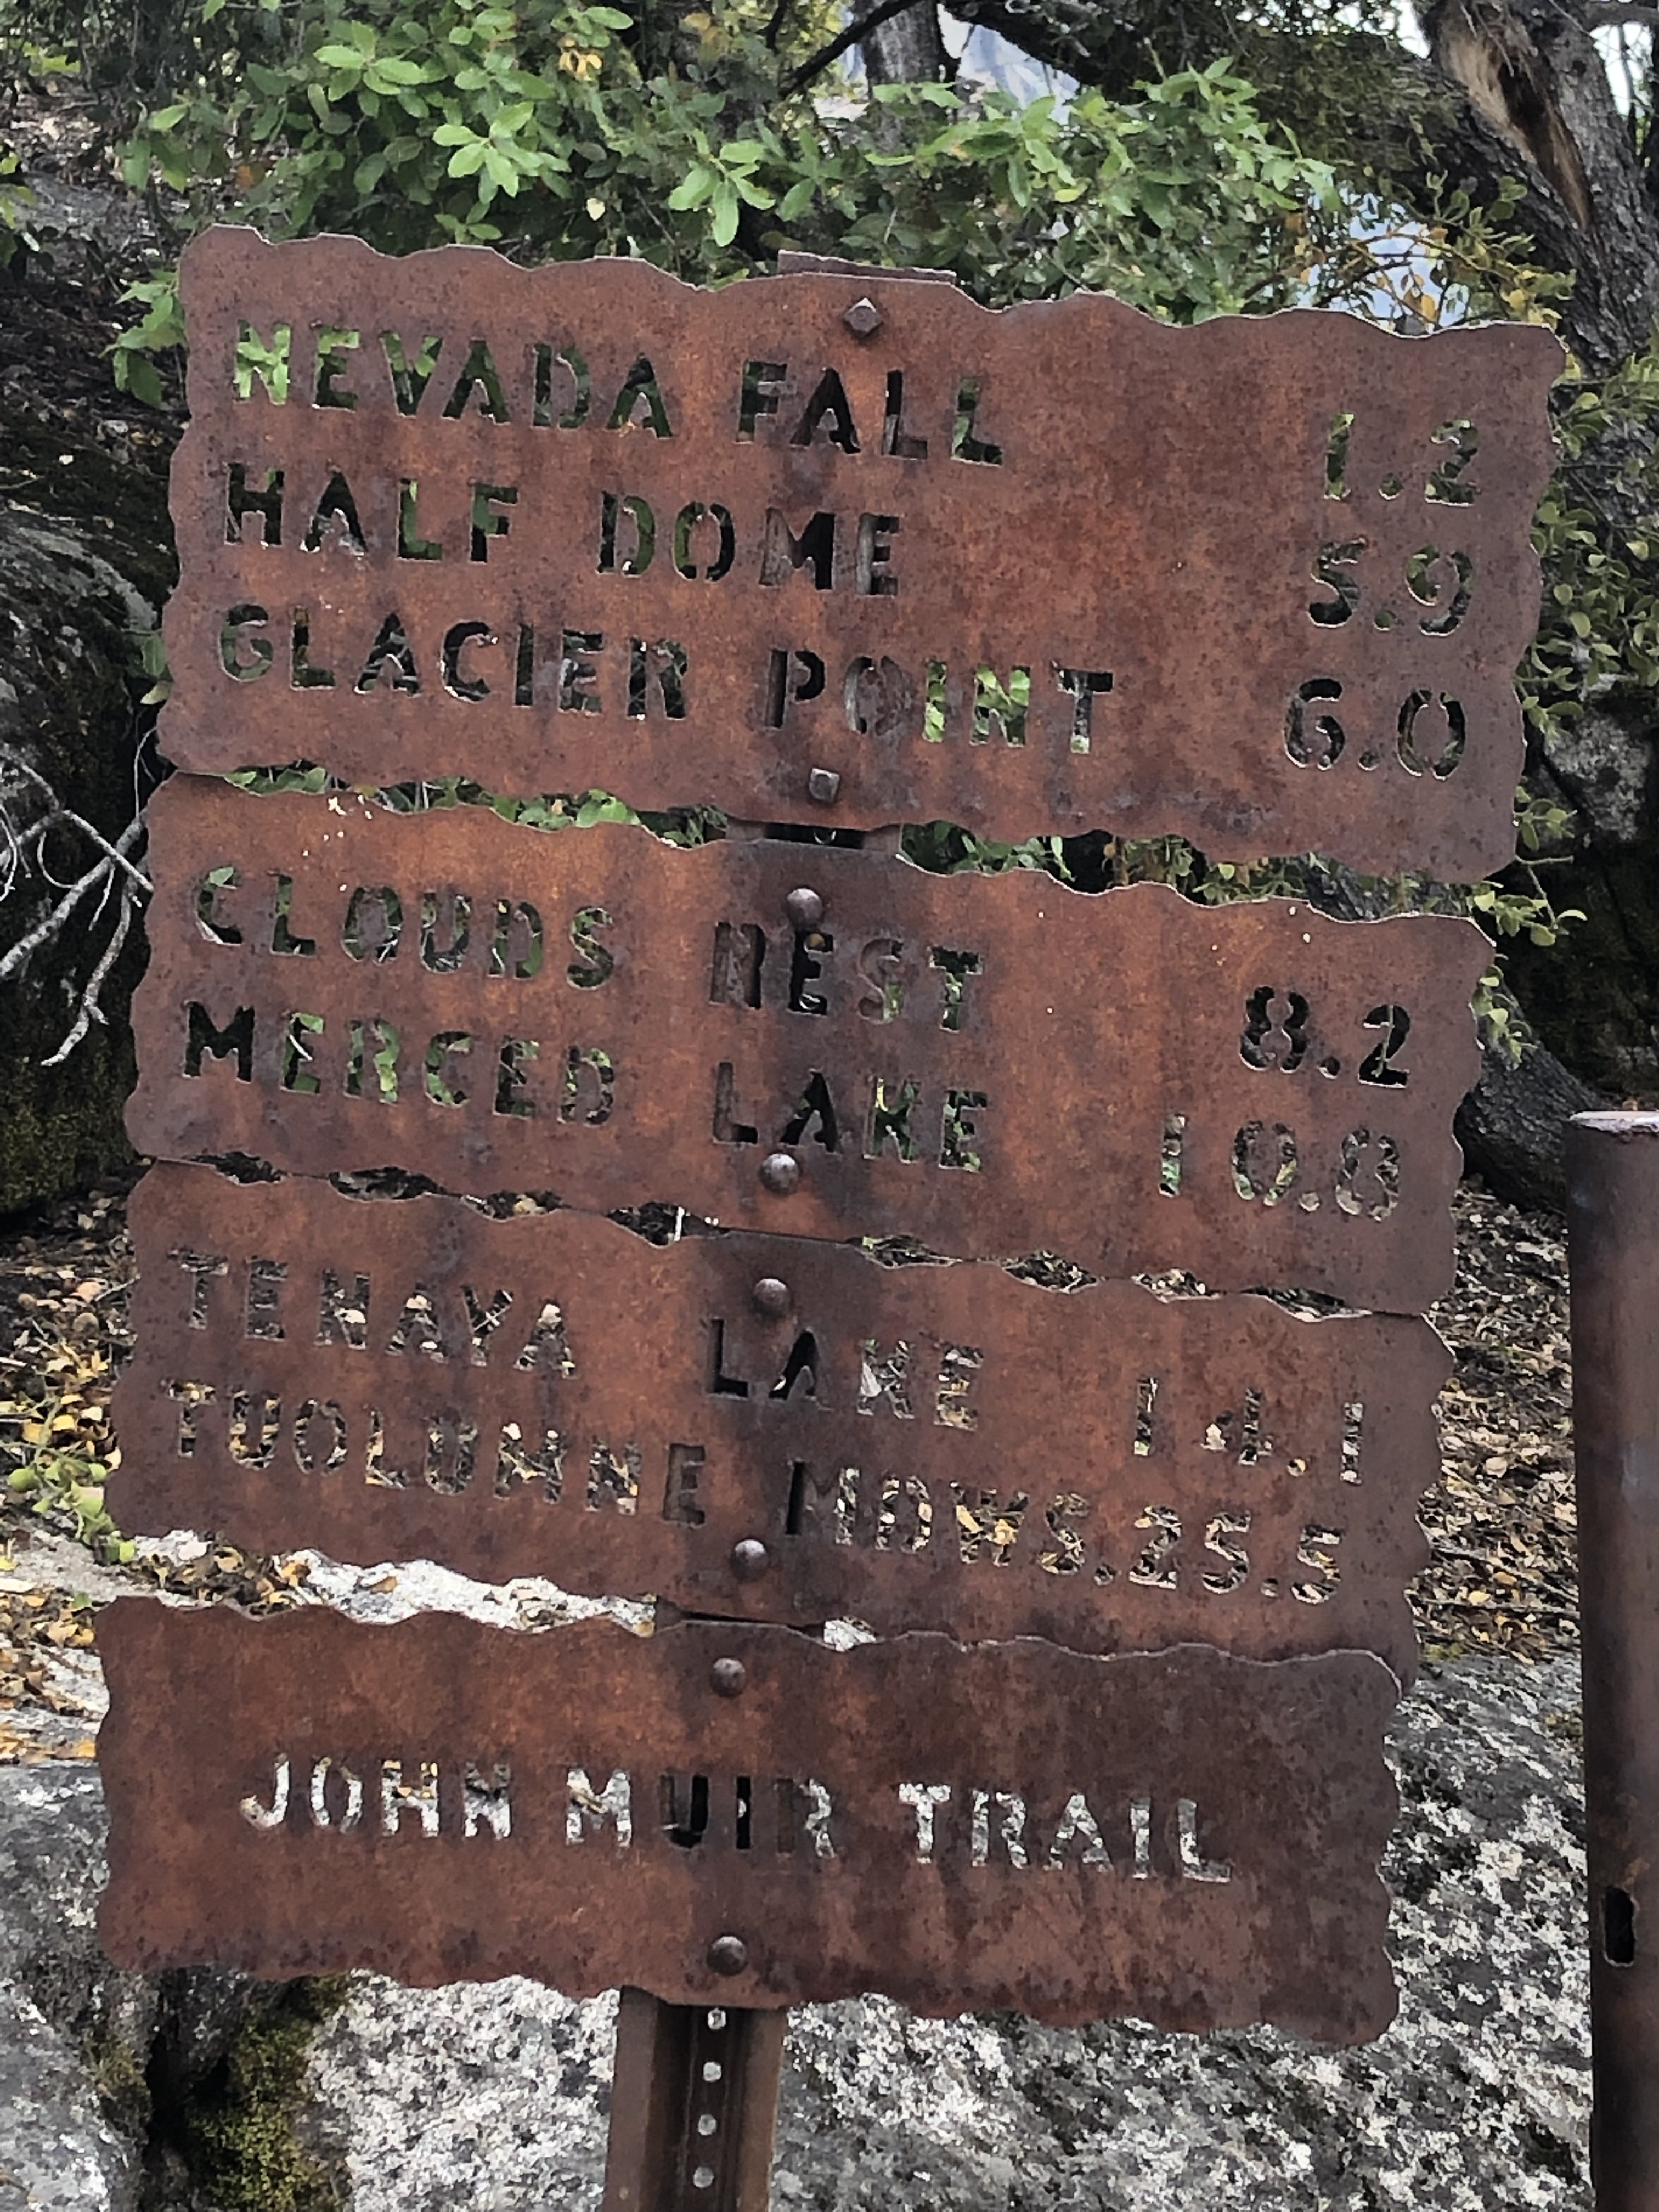 NEVADA FALL 1.2
HALF DOME 5.9
GLACIER POINT 6.0
CLOUDS REST 8.2
MERCED LAKE 10.8
TENAYA LAKE 14.1
TUOLUMNE MDWS. 25.5
JOHN MUIR TRAIL